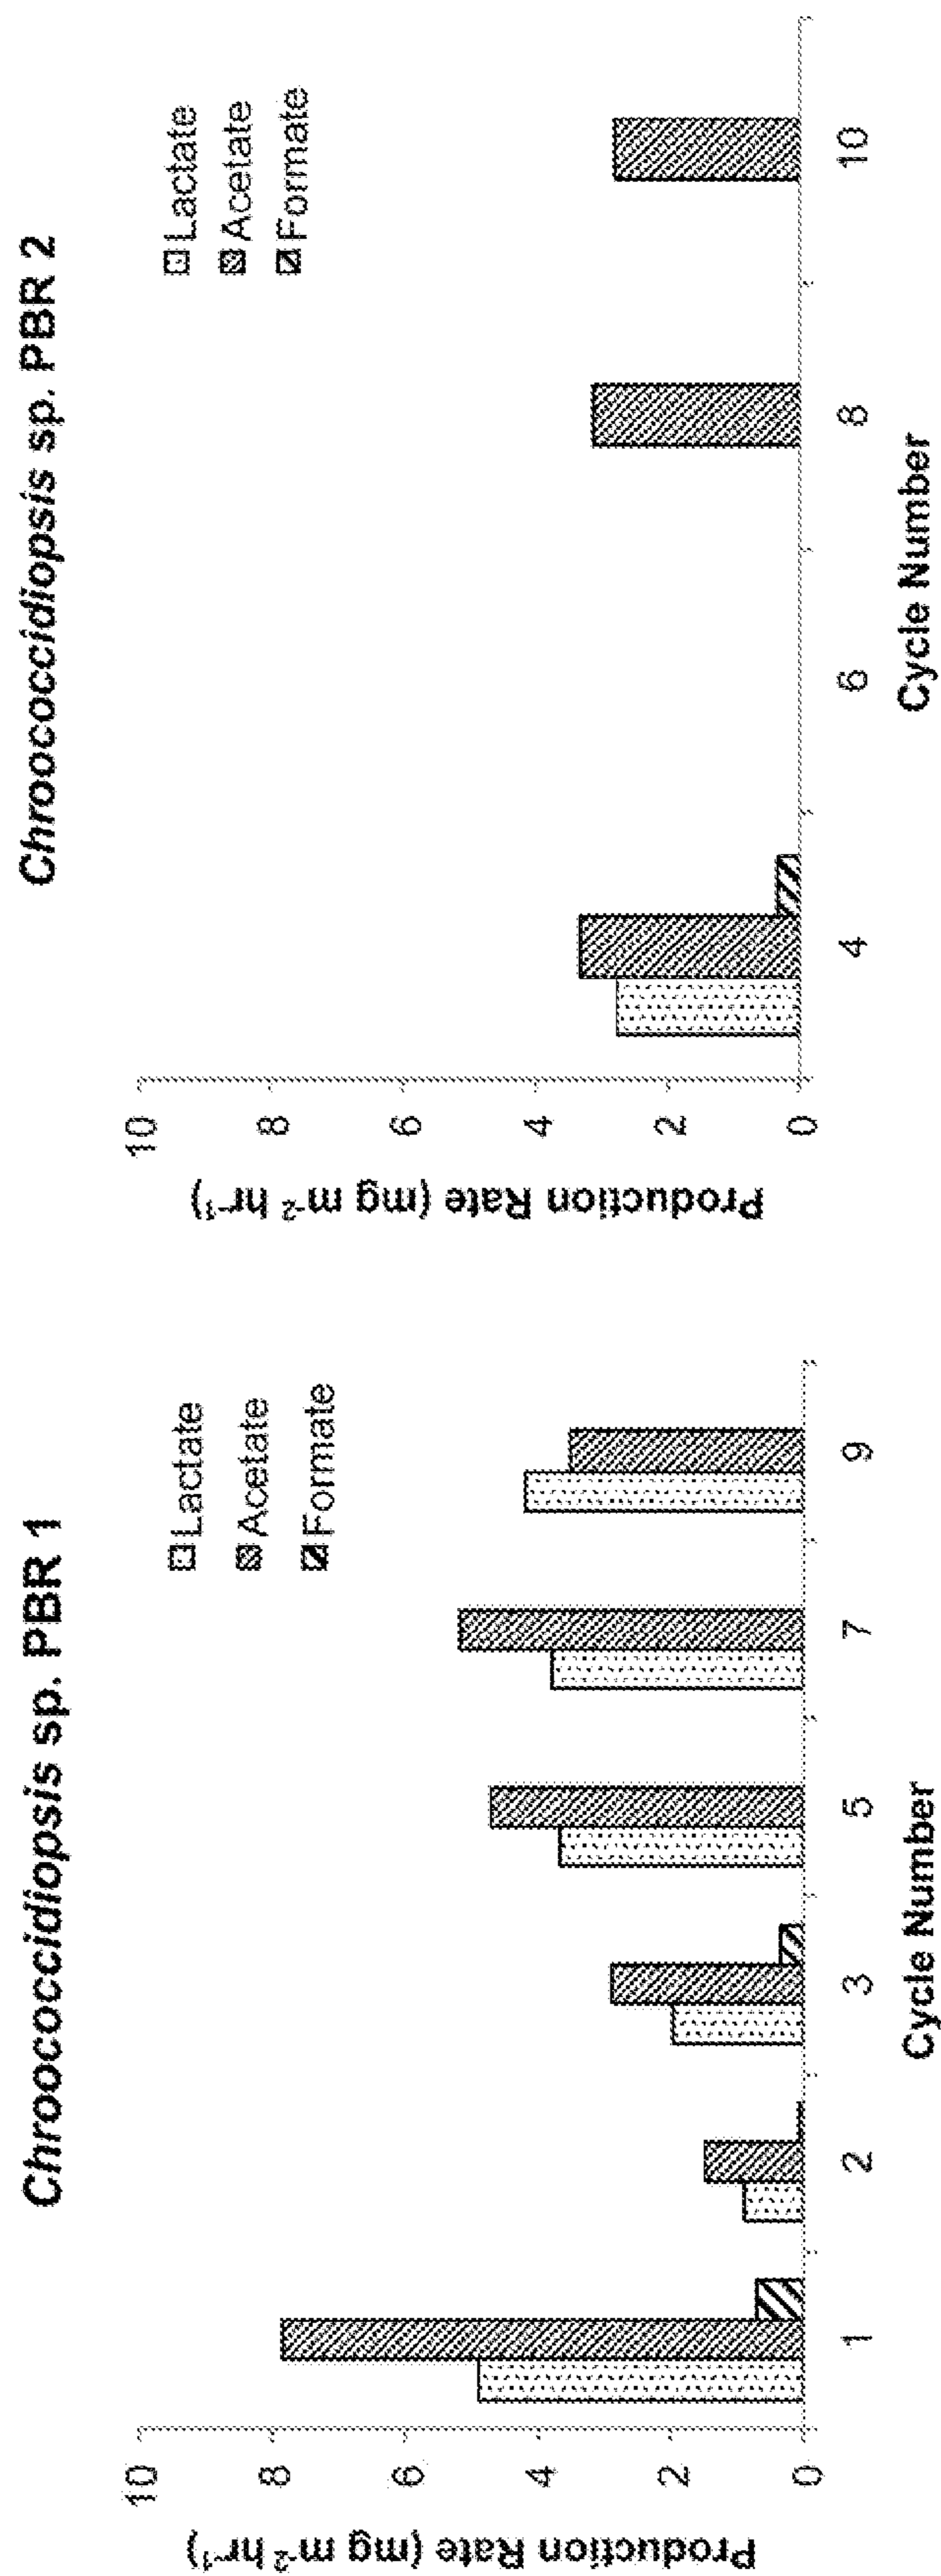 Chroococcidiopsis sp. PBR 1
Production Rate (mg m-2 hr-1)
10
8
6
4
2
0
Lactate
Acetate
Formate
1 2 3 5 7 9
Cycle Number
Chroococcidiopsis sp. PBR 2
Production Rate (mg m-2 hr-1)
10
8
6
4
2
0
Lactate
Acetate
Formate
4 6 8 10
Cycle Number